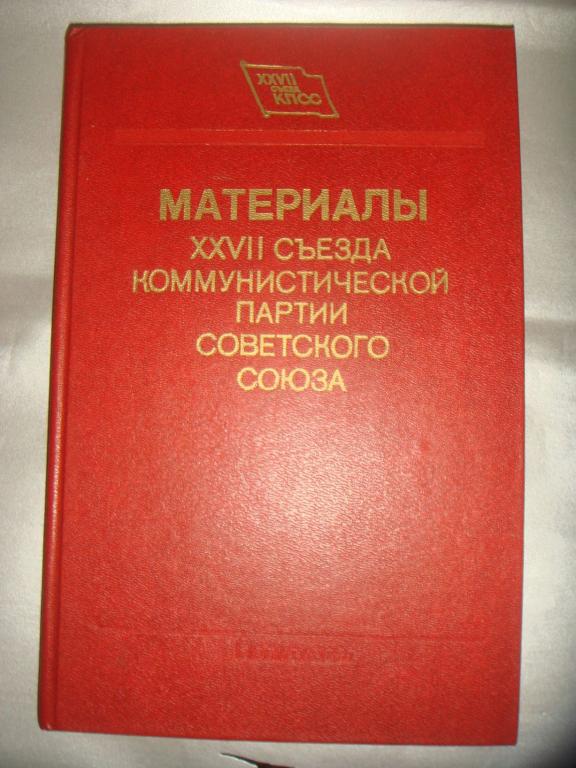 XXVII
СЪЕЗД
КПСС
МАТЕРИАЛЫ
XXVII СЪЕЗДА
КОММУНИСТИЧЕСКОЙ
ПАРТИИ
СОВЕТСКОГО
СОЮЗА